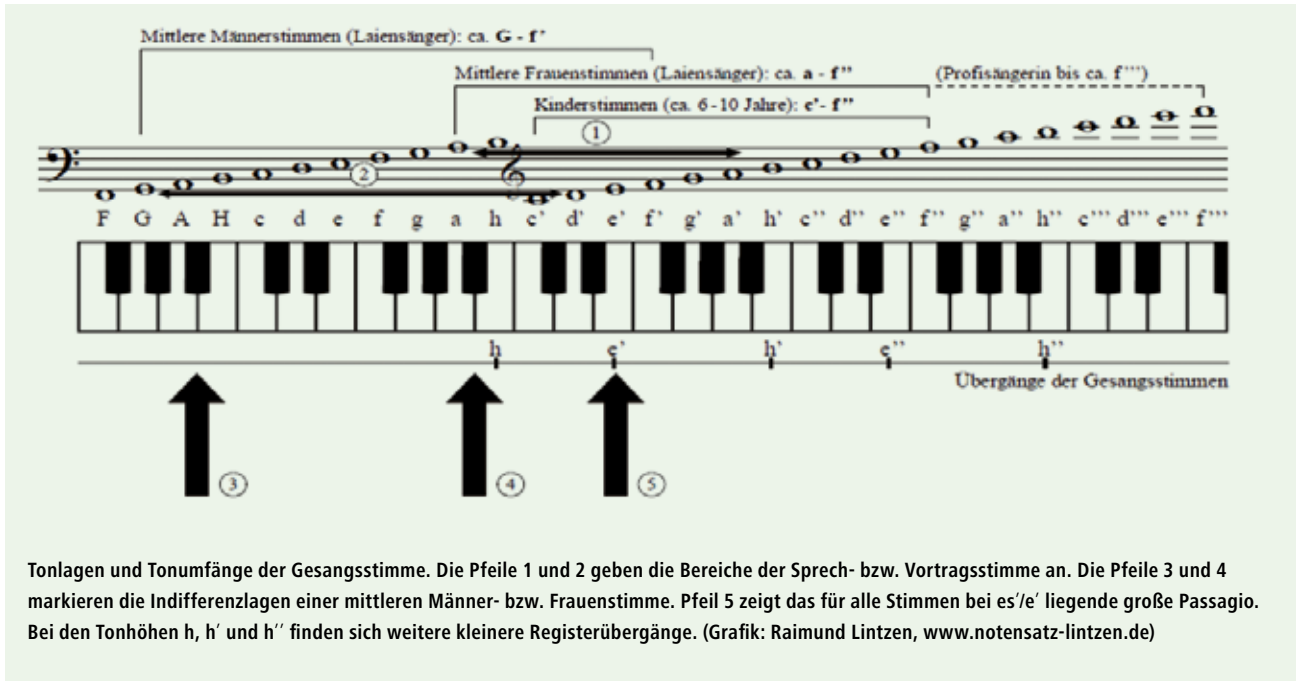 Mittlere Männerstimmen (Laiensänger): ca. G - f'
Mittlere Frauenstimmen (Laiensänger): ca. a - f'' (Profisängerin bis ca. f''')
Kinderstimmen (ca. 6-10 Jahre): c'- f''
1
2
F G A H c d e f g a h c' d' e' f' g' a' h' c'' d'' e'' f'' g'' a'' h'' c''' d''' e''' f'''
h e' h' e'' h''
Übergänge der Gesangsstimmen
3 4 5
Tonlagen und Tonumfänge der Gesangsstimme. Die Pfeile 1 und 2 geben die Bereiche der Sprech- bzw. Vortragsstimme an. Die Pfeile 3 und 4
markieren die Indifferenzlagen einer mittleren Männer- bzw. Frauenstimme. Pfeil 5 zeigt das für alle Stimmen bei es′/e′ liegende große Passagio.
Bei den Tonhöhen h, h′ und h′′ finden sich weitere kleinere Registerübergänge. (Grafik: Raimund Lintzen, www.notensatz-lintzen.de)